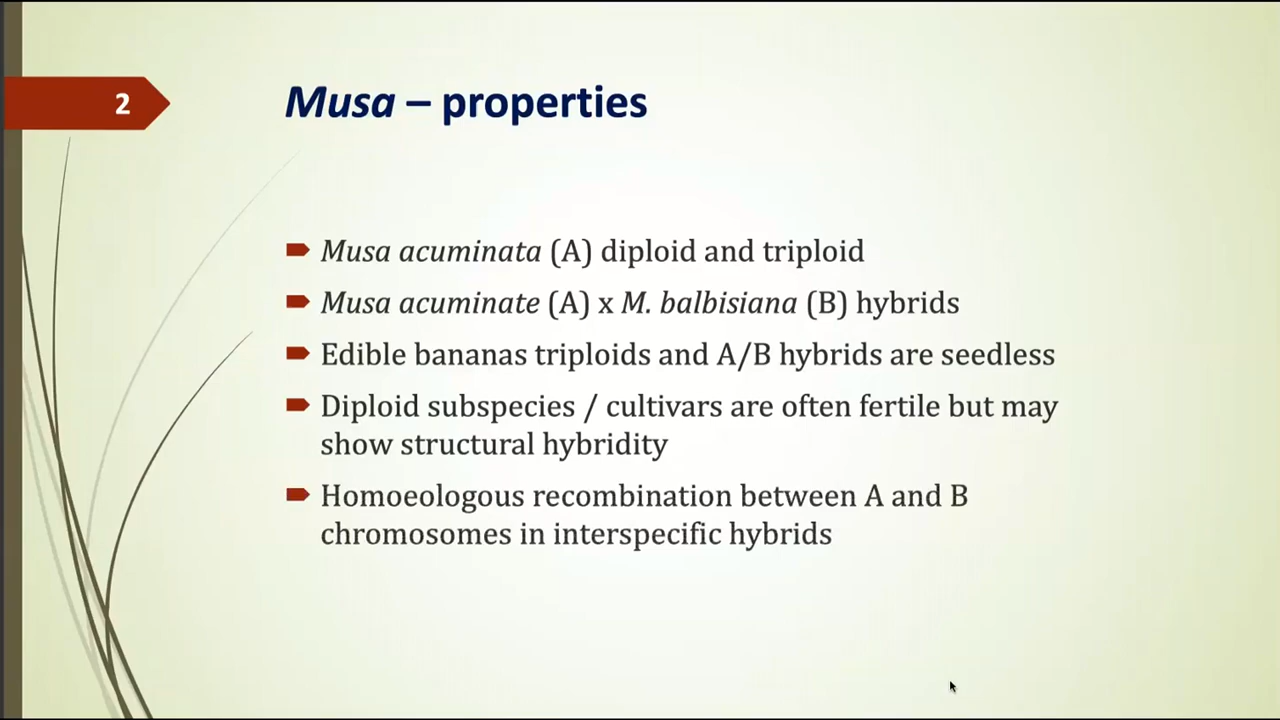 2
Musa – properties
Musa acuminata (A) diploid and triploid
Musa acuminate (A) x M. balbisiana (B) hybrids
Edible bananas triploids and A/B hybrids are seedless
Diploid subspecies / cultivars are often fertile but may
show structural hybridity
Homoeologous recombination between A and B
chromosomes in interspecific hybrids